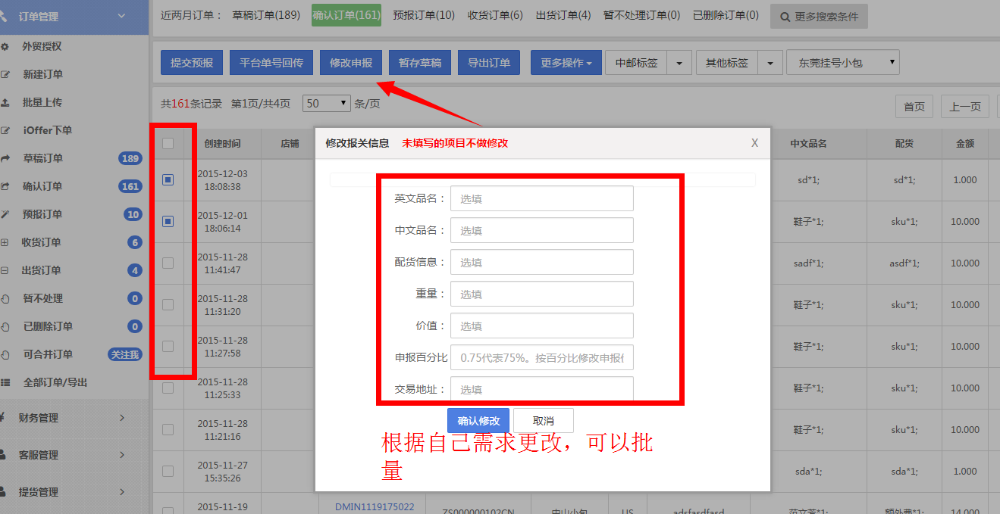 订单管理
外贸授权
新建订单
批量上传
iOffer下单
草稿订单 189
确认订单 161
预报订单 10
收货订单 6
出货订单 4
暂不处理 0
已删除订单 0
可合并订单 关注我
全部订单/导出
财务管理
客服管理
提货管理
近两月订单： 草稿订单(189) 确认订单(161) 预报订单(10) 收货订单(6) 出货订单(4) 暂不处理订单(0) 已删除订单(0) 更多搜索条件
提交预报 平台单号回传 修改申报 暂存草稿 导出订单 更多操作 中邮标签 其他标签 东莞挂号小包
共161条记录 第1页/共4页 50 条/页 首页 上一页
创建时间 店铺 中文品名 配货 金额
2015-12-03
18:08:38
sd*1; sd*1; 1.000
2015-12-01
18:06:14
鞋子*1; sku*1; 10.000
2015-11-28
11:41:47
sadf*1; asdf*1; 10.000
2015-11-28
11:31:20
鞋子*1; sku*1; 10.000
2015-11-28
11:27:58
鞋子*1; sku*1; 10.000
2015-11-28
11:25:33
鞋子*1; sku*1; 10.000
2015-11-28
11:21:16
鞋子*1; sku*1; 10.000
2015-11-27
15:35:26
sda*1; sda*1; 1.000
2015-11-19 DMIN1119175022
ZS000000102CN 中山小包 US adsfasdfasd 范文芳*1; 额外费*1; 14.000
修改报关信息 未填写的项目不做修改 X
英文品名： 选填
中文品名： 选填
配货信息： 选填
重量： 选填
价值： 选填
申报百分比 0.75代表75%。按百分比修改申报
交易地址： 选填
确认修改 取消
根据自己需求更改，可以批
量